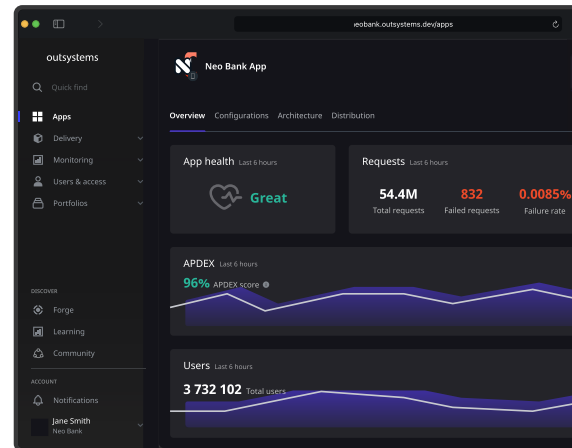 eobank.outsystems.dev/apps
outsystems
Quick find
Apps
Delivery
Monitoring
Users & access
Portfolios
DISCOVER
Forge
Learning
Community
ACCOUNT
Notifications
Jane Smith
Neo Bank
Neo Bank App
Overview Configurations Architecture Distribution
App health Last 6 hours
Great
Requests Last 6 hours
54.4M 832 0.0085%
Total requests Failed requests Failure rate
APDEX Last 6 hours
96% APDEX score
Users Last 6 hours
3 732 102 Total users